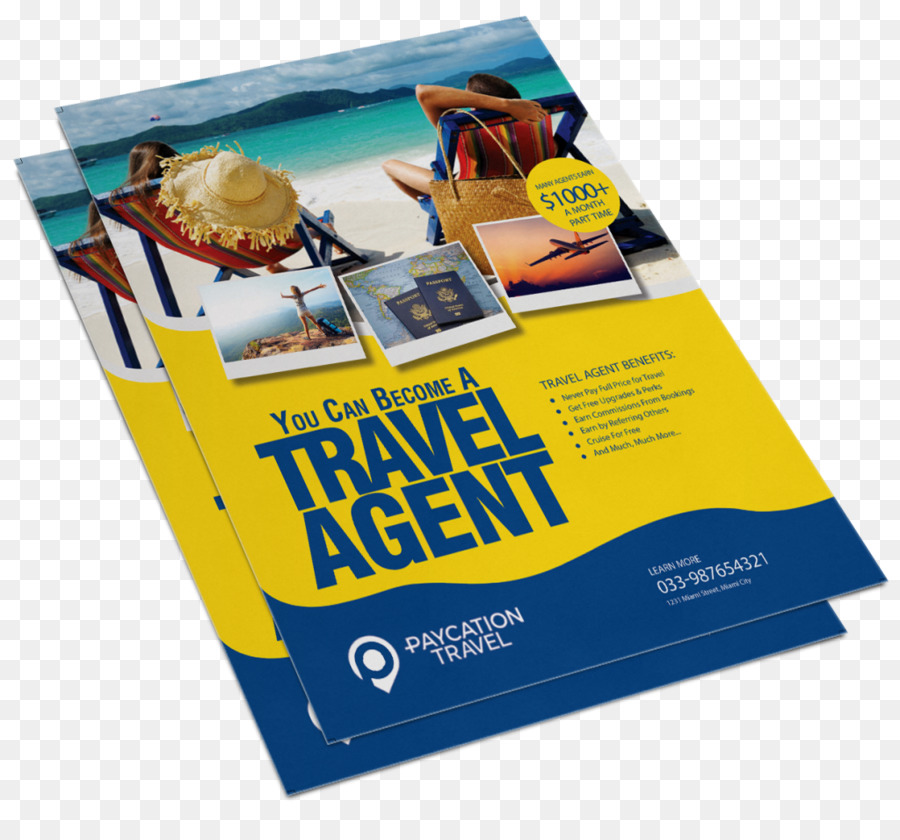 MANY AGENTS EARN
$1000+
A MONTH
PART TIME
PASSPORT
PASSPORT
YOU CAN BECOME A
TRAVEL
AGENT
TRAVEL AGENT BENEFITS:
• Never Pay Full Price for Travel
• Get Free Upgrades & Perks
• Earn Commissions From Bookings
• Earn by Referring Others
• Cruise For Free
• And Much, Much More...
LEARN MORE
033-987654321
1231 Miami Street, Miami City
PAYCATION
TRAVEL